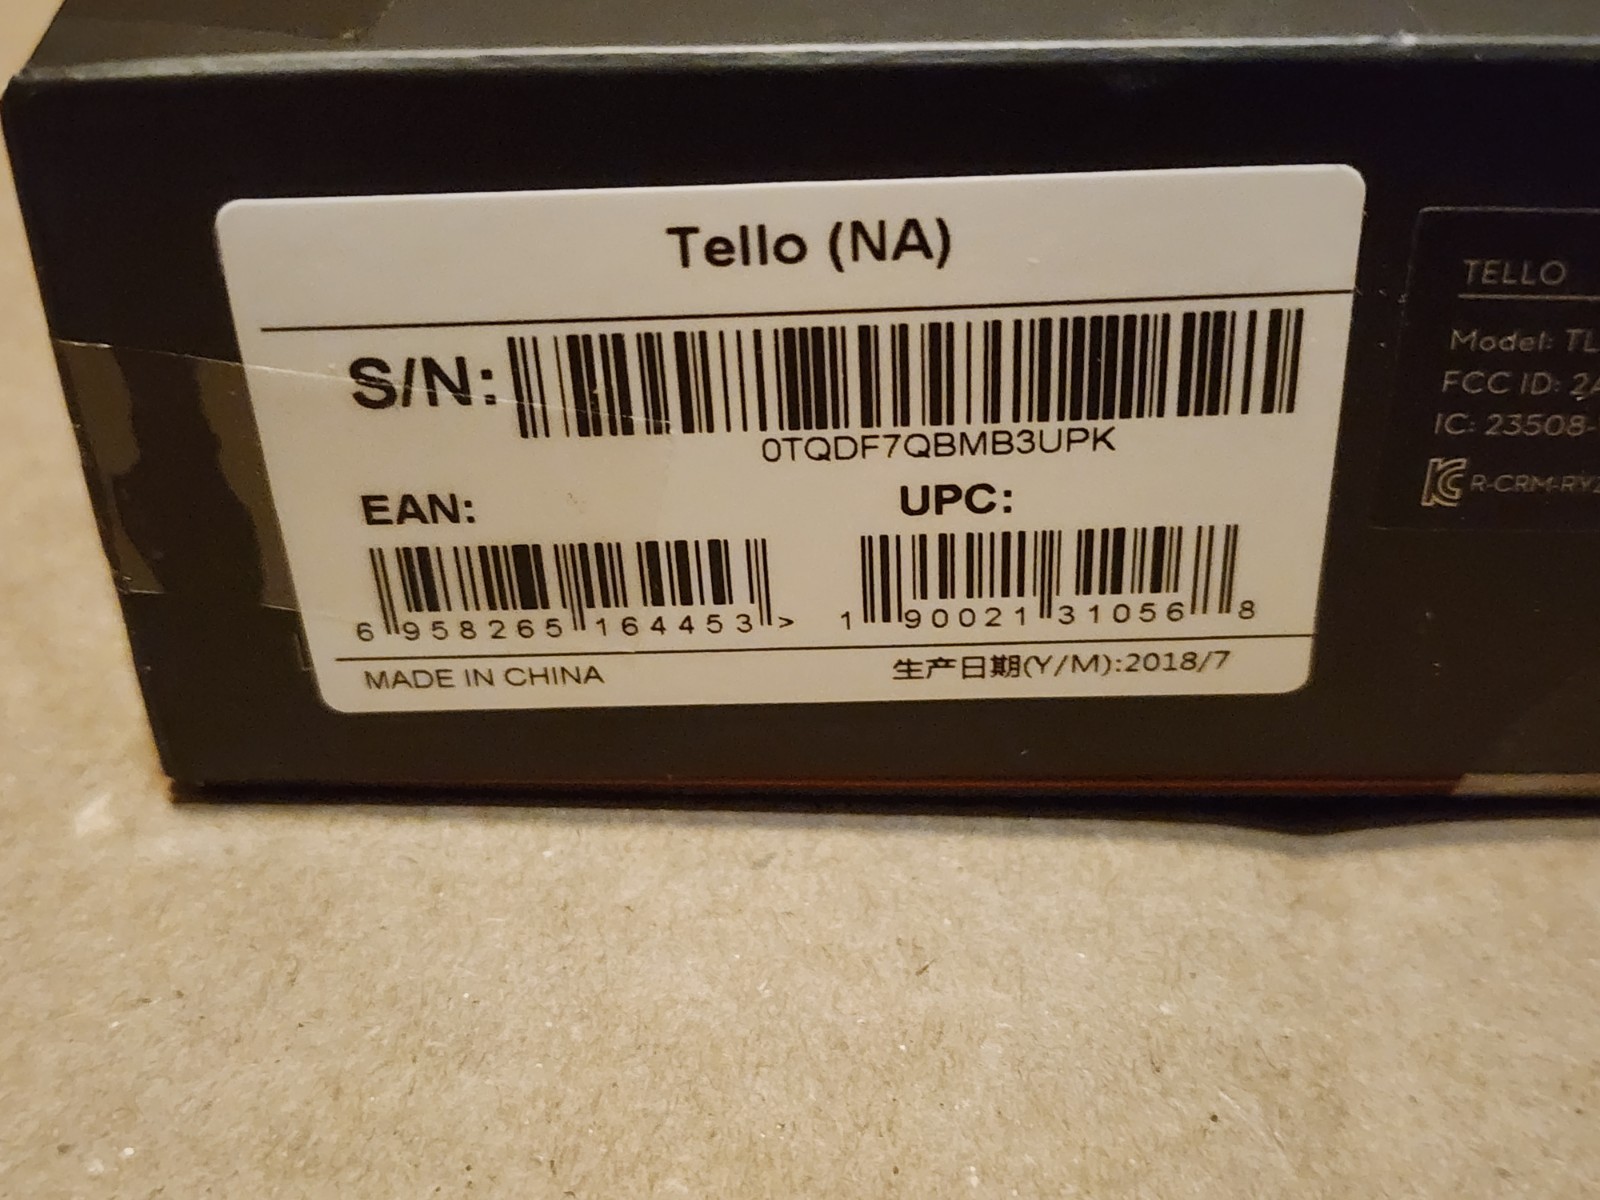 Tello (NA)
S/N:
0TQDF7QBMB3UPK
EAN:
6 958265 164453 >
UPC:
1 90021 31056 8
MADE IN CHINA
生产日期(Y/M):2018/7
TELLO
Model: TL
FCC ID: 2A
IC: 23508-
R-CRM-RYZ